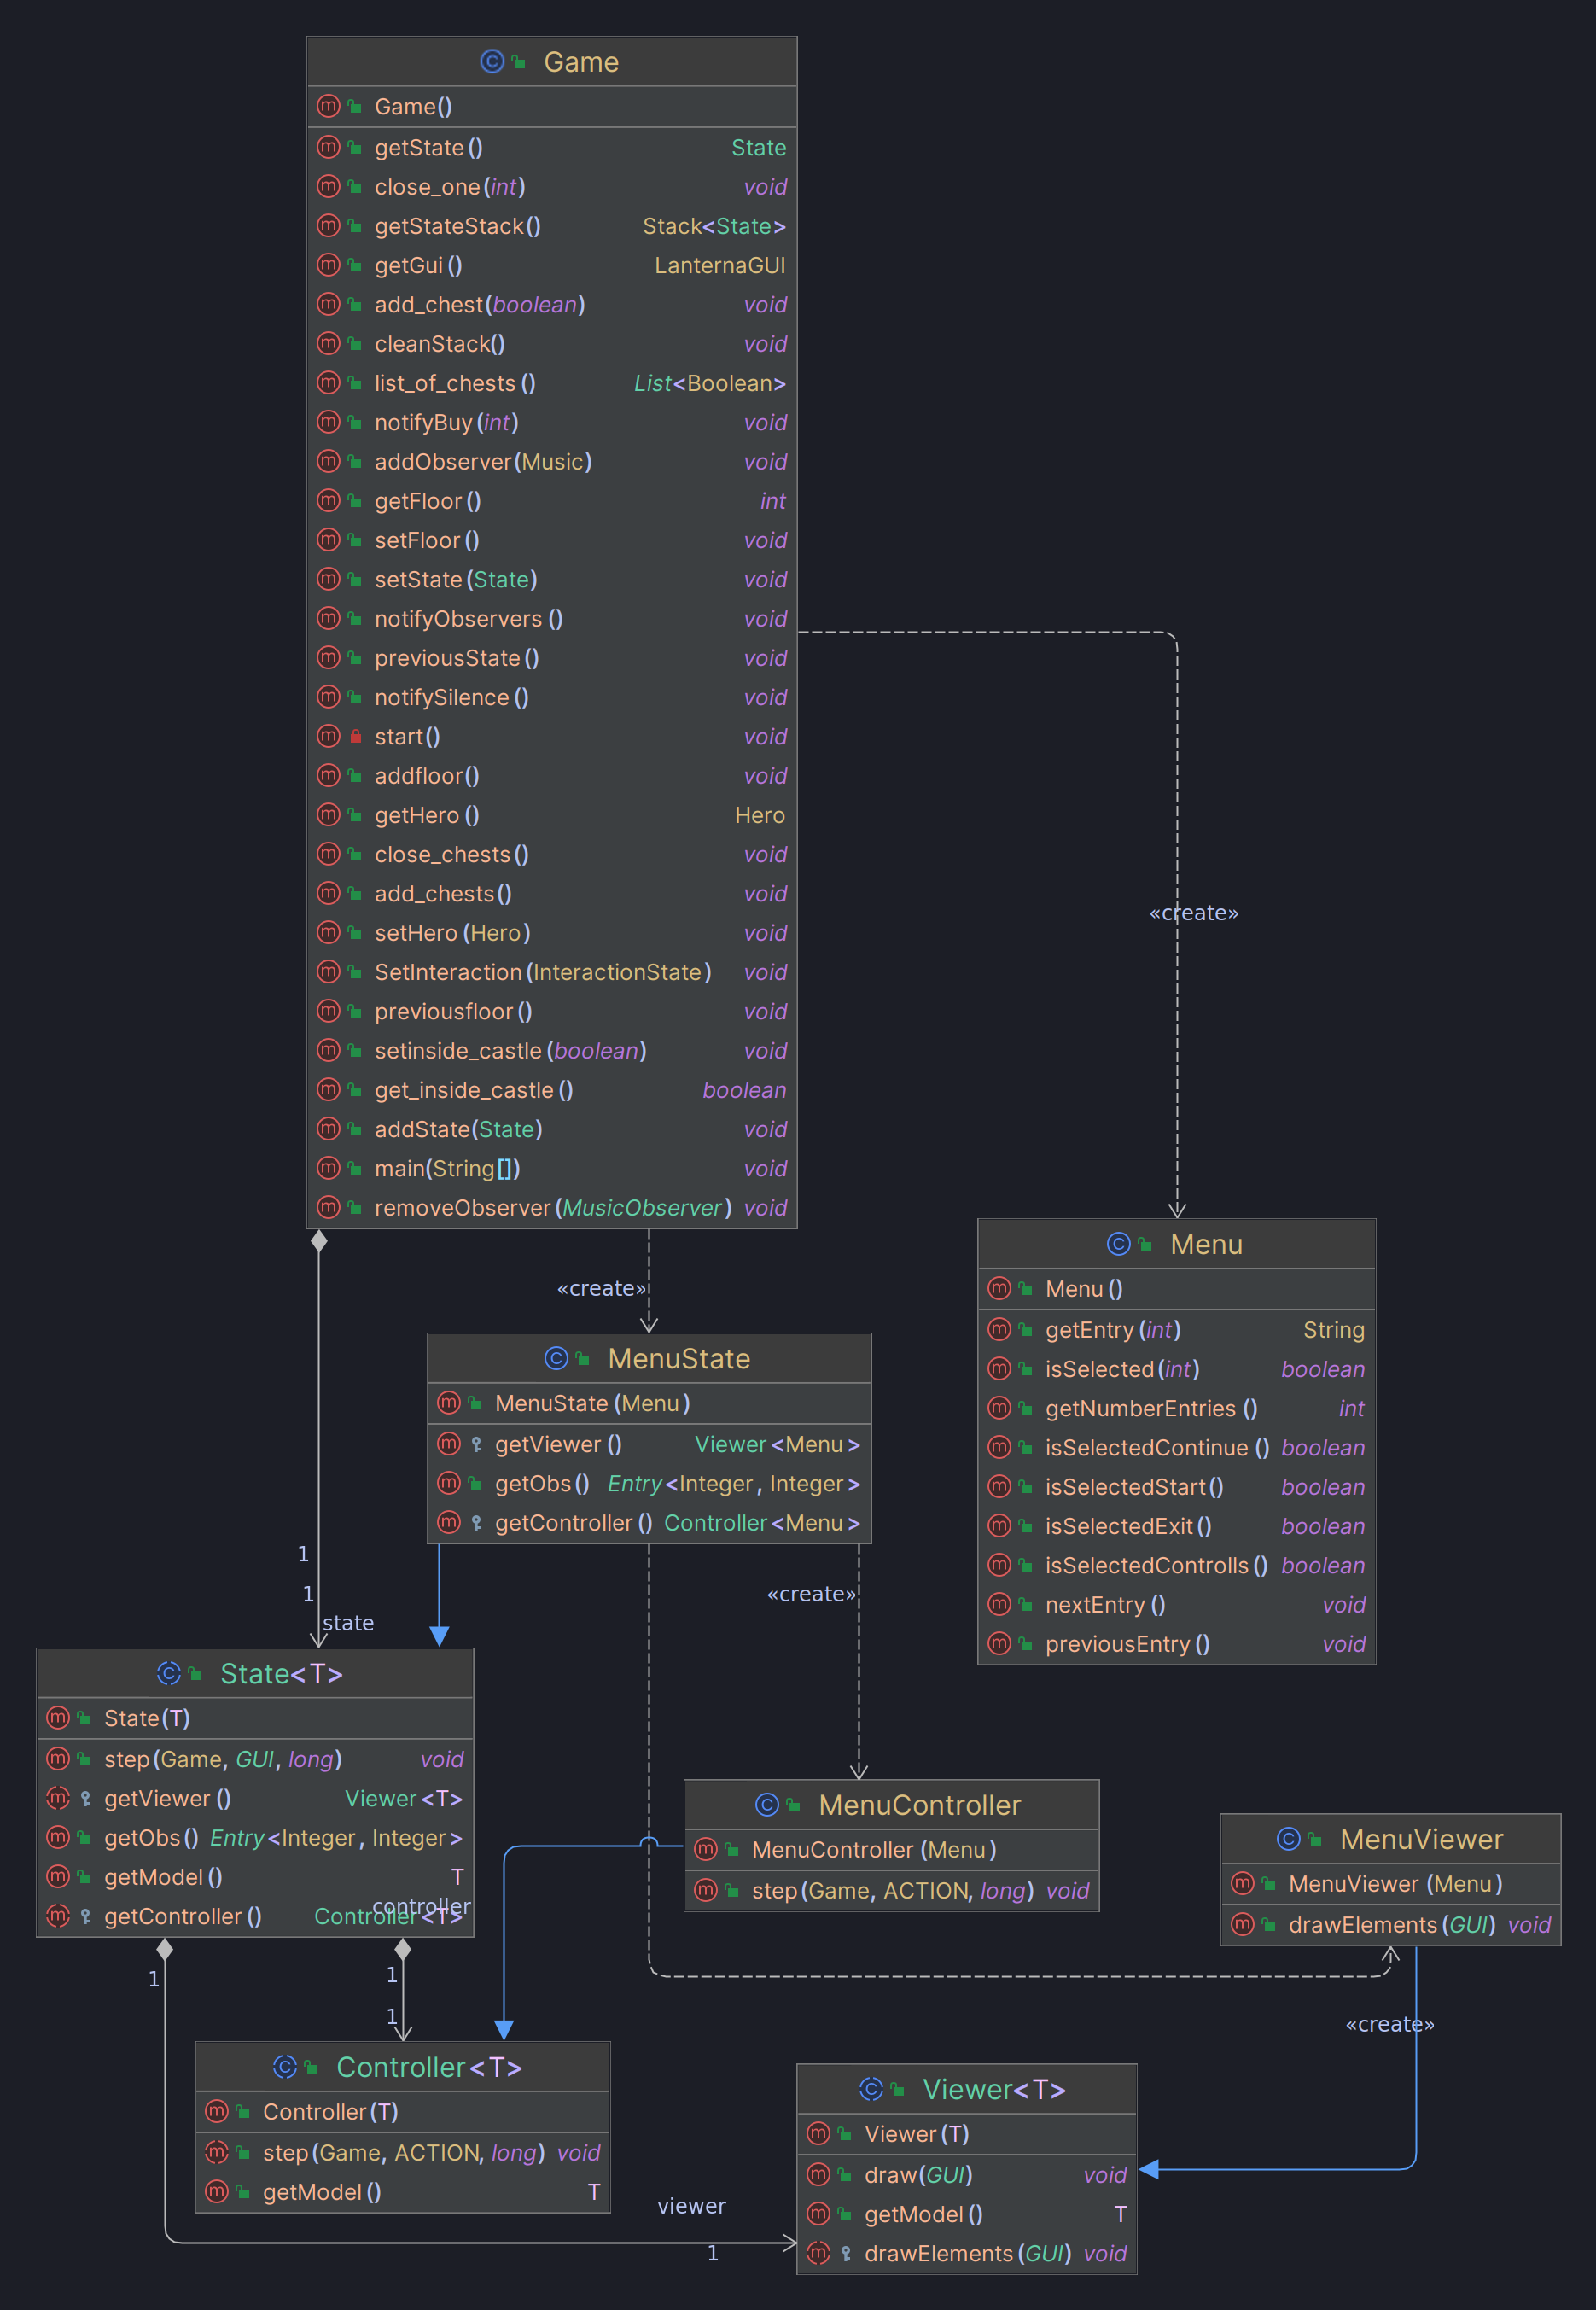 Game
Game()
getState() State
close_one(int) void
getStateStack() Stack<State>
getGui() LanternaGUI
add_chest(boolean) void
cleanStack() void
list_of_chests() List<Boolean>
notifyBuy(int) void
addObserver(Music) void
getFloor() int
setFloor() void
setState(State) void
notifyObservers() void
previousState() void
notifySilence() void
start() void
addfloor() void
getHero() Hero
close_chests() void
add_chests() void
setHero(Hero) void
SetInteraction(InteractionState) void
previousfloor() void
setinside_castle(boolean) void
get_inside_castle() boolean
addState(State) void
main(String[]) void
removeObserver(MusicObserver) void
«create»
«create»
Menu
Menu()
getEntry(int) String
isSelected(int) boolean
getNumberEntries() int
isSelectedContinue() boolean
isSelectedStart() boolean
isSelectedExit() boolean
isSelectedControlls() boolean
nextEntry() void
previousEntry() void
MenuState
MenuState(Menu)
getViewer() Viewer<Menu>
getObs() Entry<Integer, Integer>
getController() Controller<Menu>
1
1
state
«create»
State<T>
State(T)
step(Game, GUI, long) void
getViewer() Viewer<T>
getObs() Entry<Integer, Integer>
getModel() T
getController() Controller<T>
controller
MenuController
MenuController(Menu)
step(Game, ACTION, long) void
MenuViewer
MenuViewer(Menu)
drawElements(GUI) void
1
1
1
«create»
Controller<T>
Controller(T)
step(Game, ACTION, long) void
getModel() T
Viewer<T>
Viewer(T)
draw(GUI) void
getModel() T
drawElements(GUI) void
viewer
1